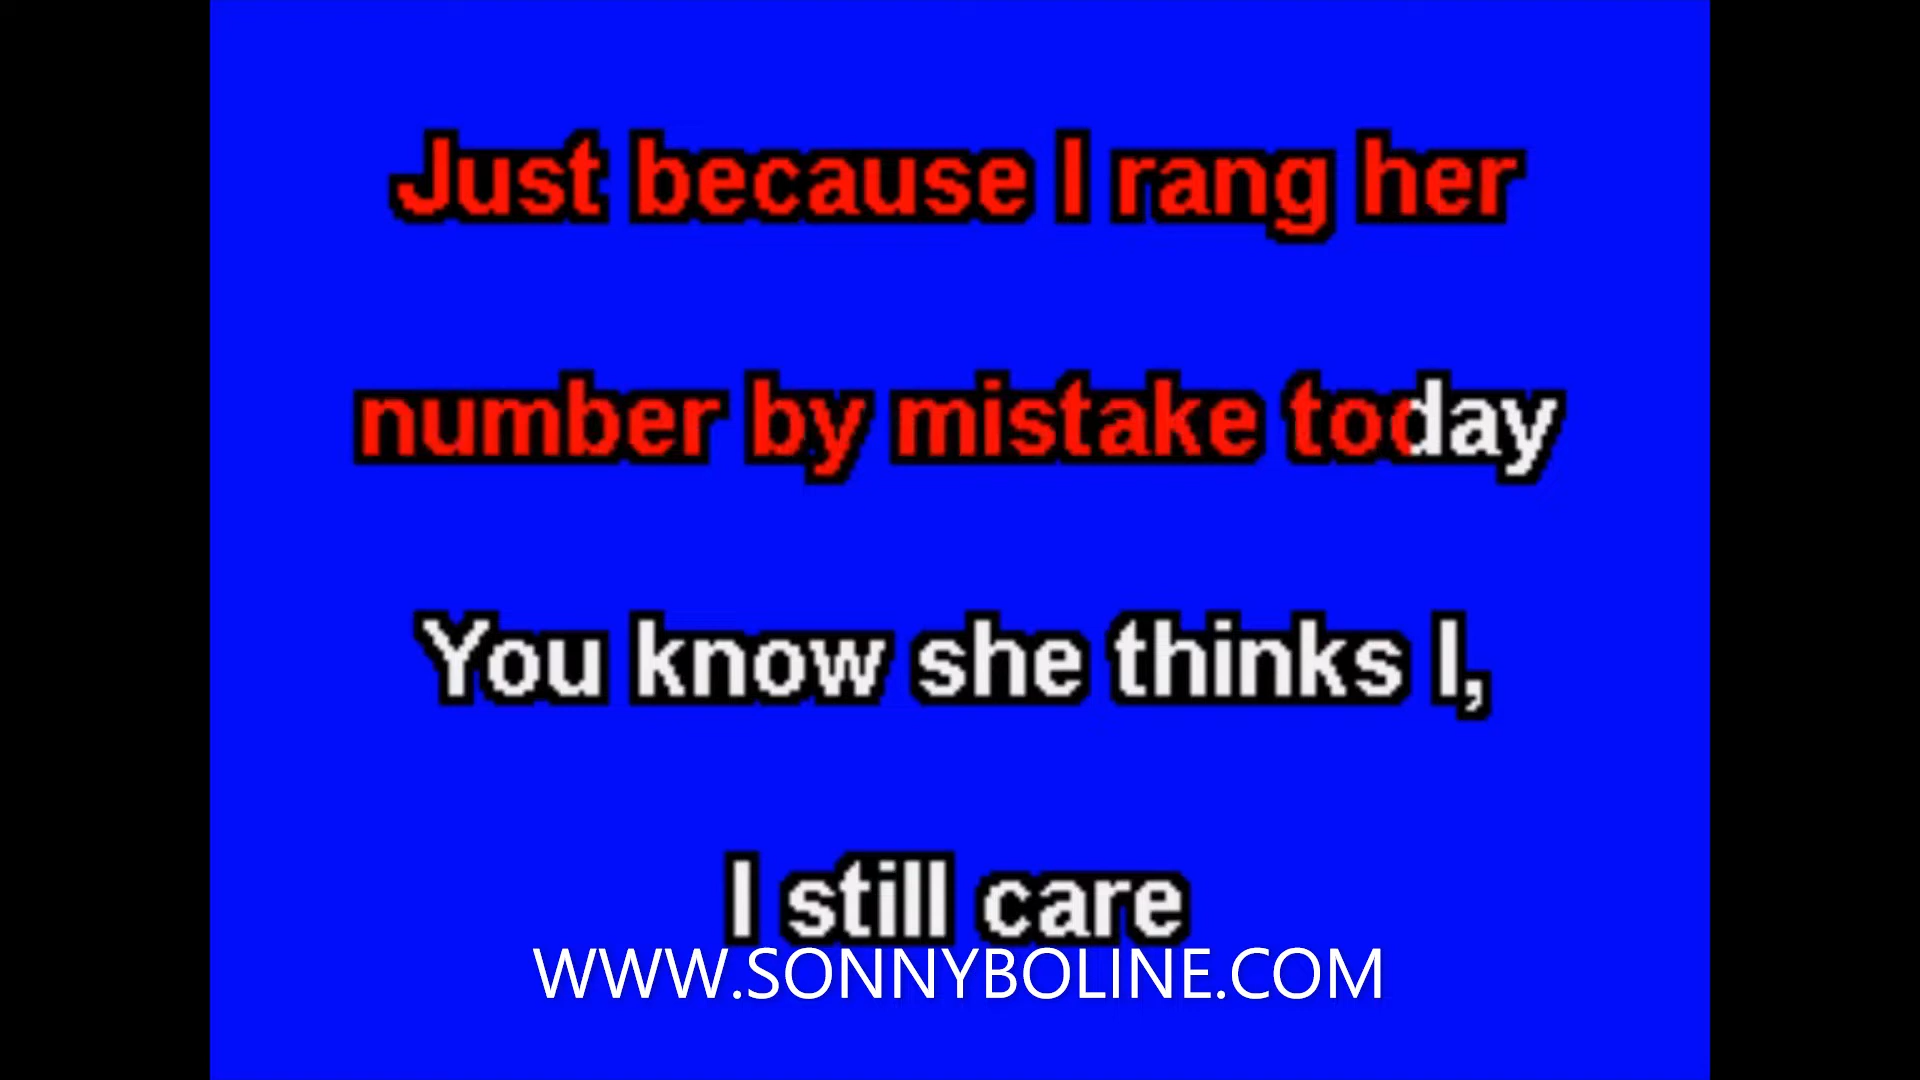 Just because I rang her
number by mistake today
You know she thinks I,
I still care
WWW.SONNYBOLINE.COM